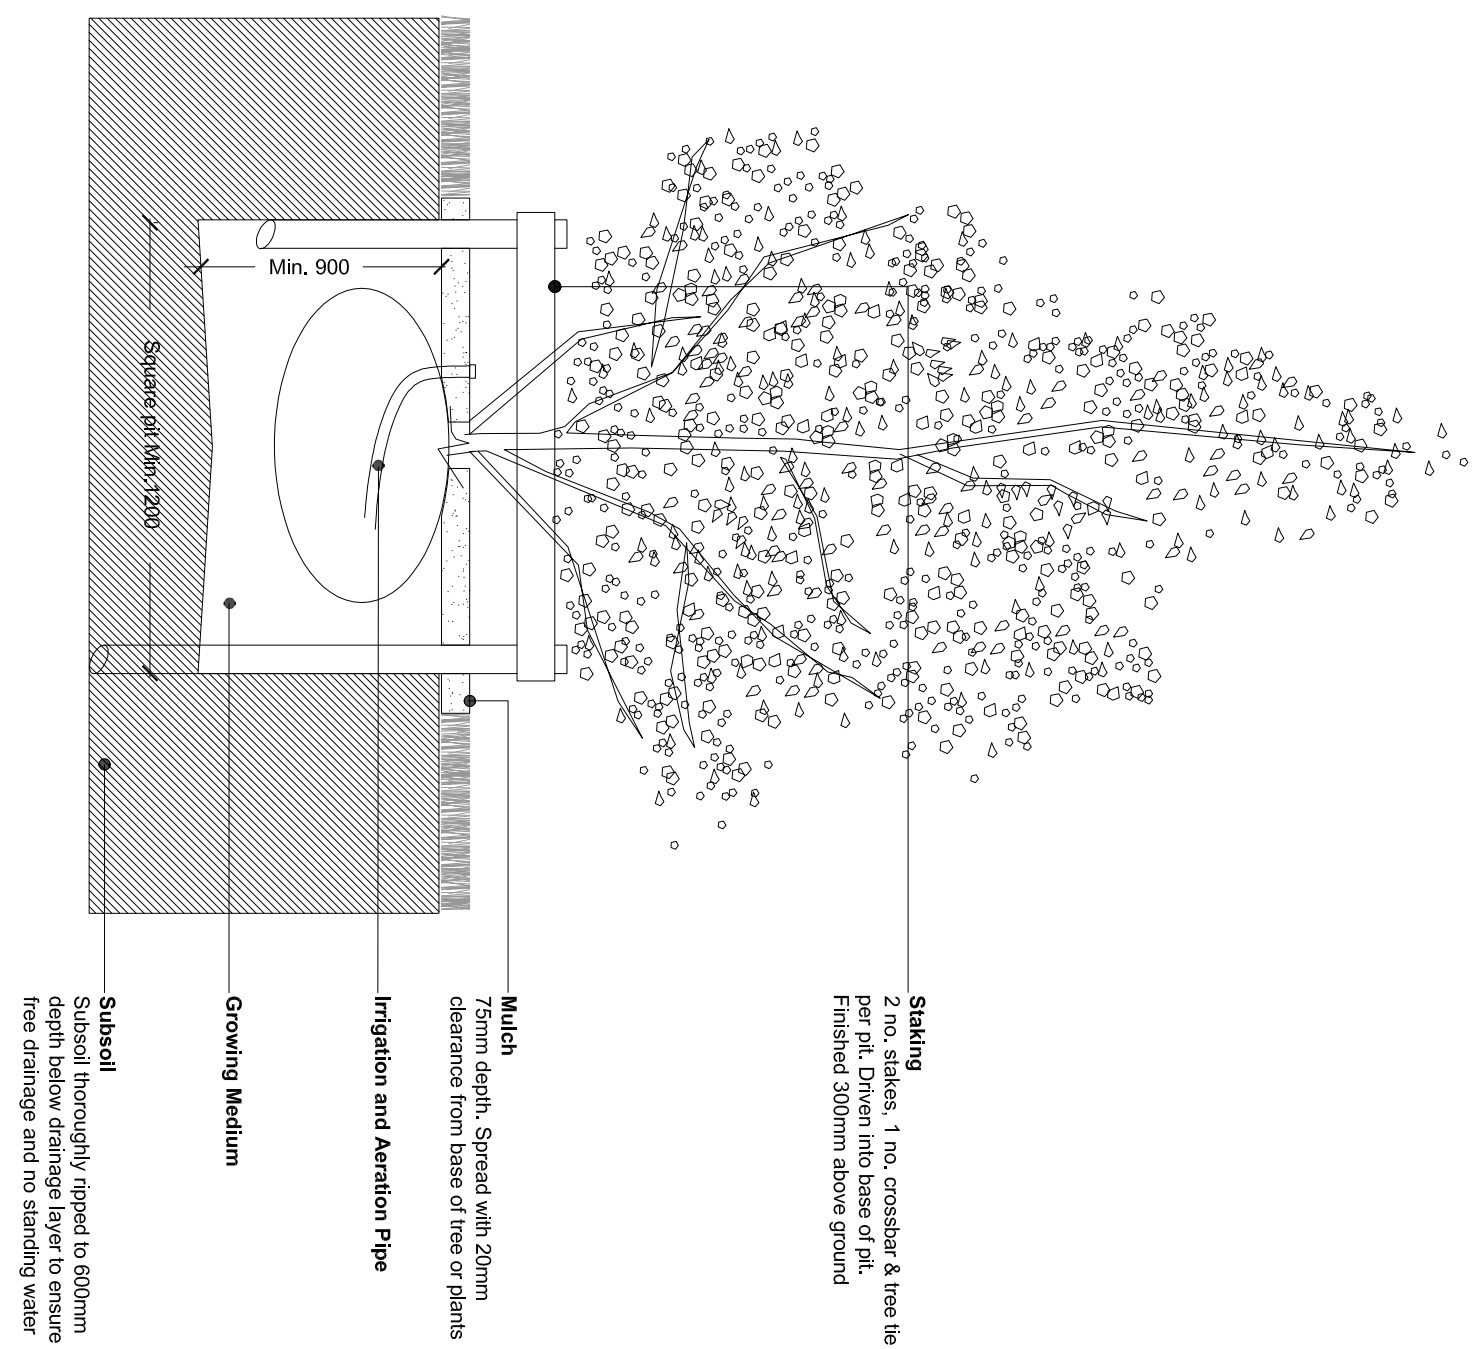 Staking
2 no. stakes, 1 no. crossbar & tree tie
per pit. Driven into base of pit.
Finished 300mm above ground
Mulch
75mm depth. Spread with 20mm
clearance from base of tree or plants
Irrigation and Aeration Pipe
Growing Medium
Subsoil
Subsoil thoroughly ripped to 600mm
depth below drainage layer to ensure
free drainage and no standing water
Min. 900
Square pit Min.1200